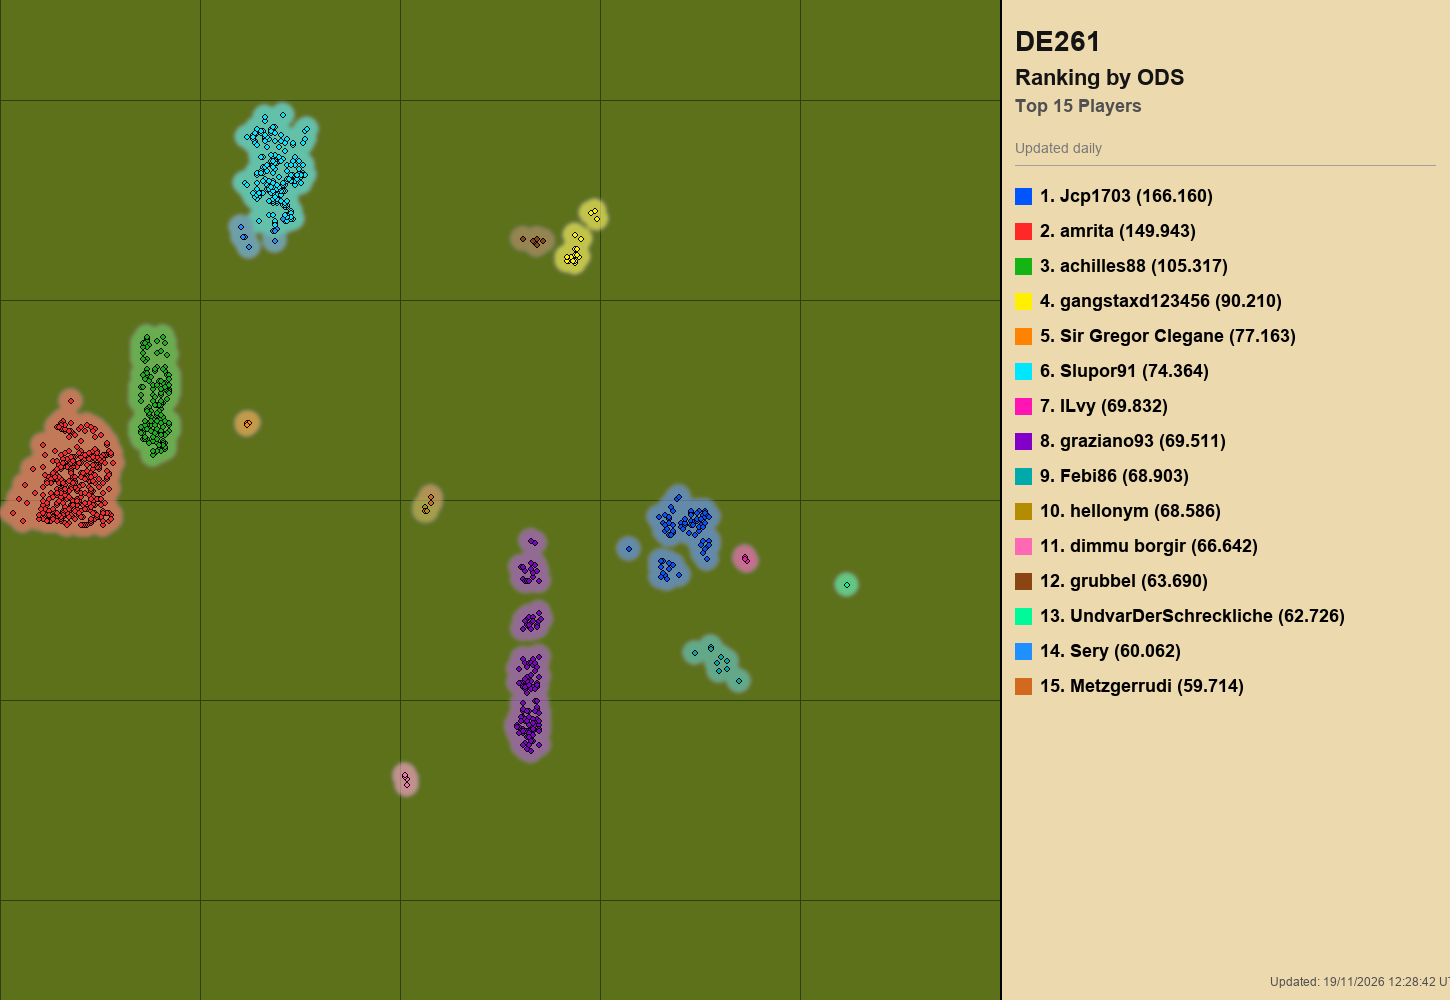 DE261
Ranking by ODS
Top 15 Players
Updated daily
1. Jcp1703 (166.160)
2. amrita (149.943)
3. achilles88 (105.317)
4. gangstaxd123456 (90.210)
5. Sir Gregor Clegane (77.163)
6. Slupor91 (74.364)
7. ILvy (69.832)
8. graziano93 (69.511)
9. Febi86 (68.903)
10. hellonym (68.586)
11. dimmu borgir (66.642)
12. grubbel (63.690)
13. UndvarDerSchreckliche (62.726)
14. Sery (60.062)
15. Metzgerrudi (59.714)
Updated: 19/11/2026 12:28:42